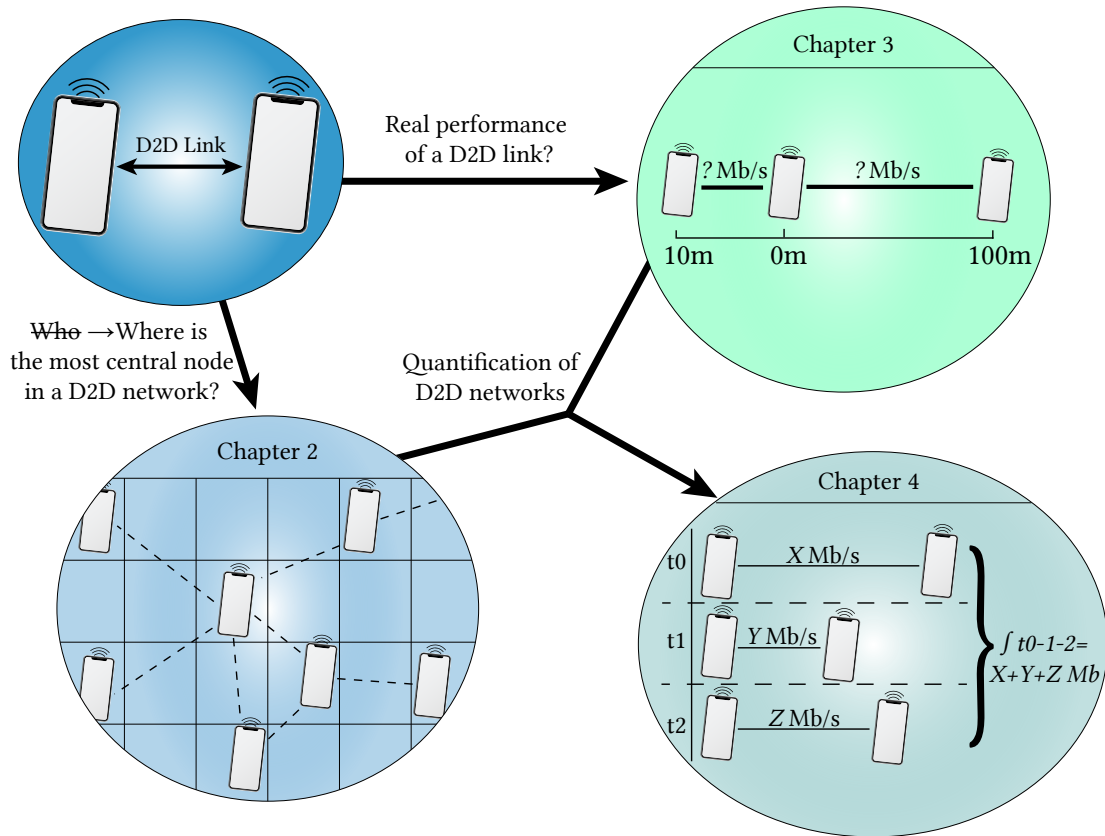 D2D Link
Real performance
of a D2D link?
Chapter 3
? Mb/s
? Mb/s
10m
0m
100m
Who →Where is
the most central node
in a D2D network?
Quantification of
D2D networks
Chapter 2
Chapter 4
t0
X Mb/s
t1
Y Mb/s
t2
Z Mb/s
∫ t0-1-2=
X+Y+Z Mb